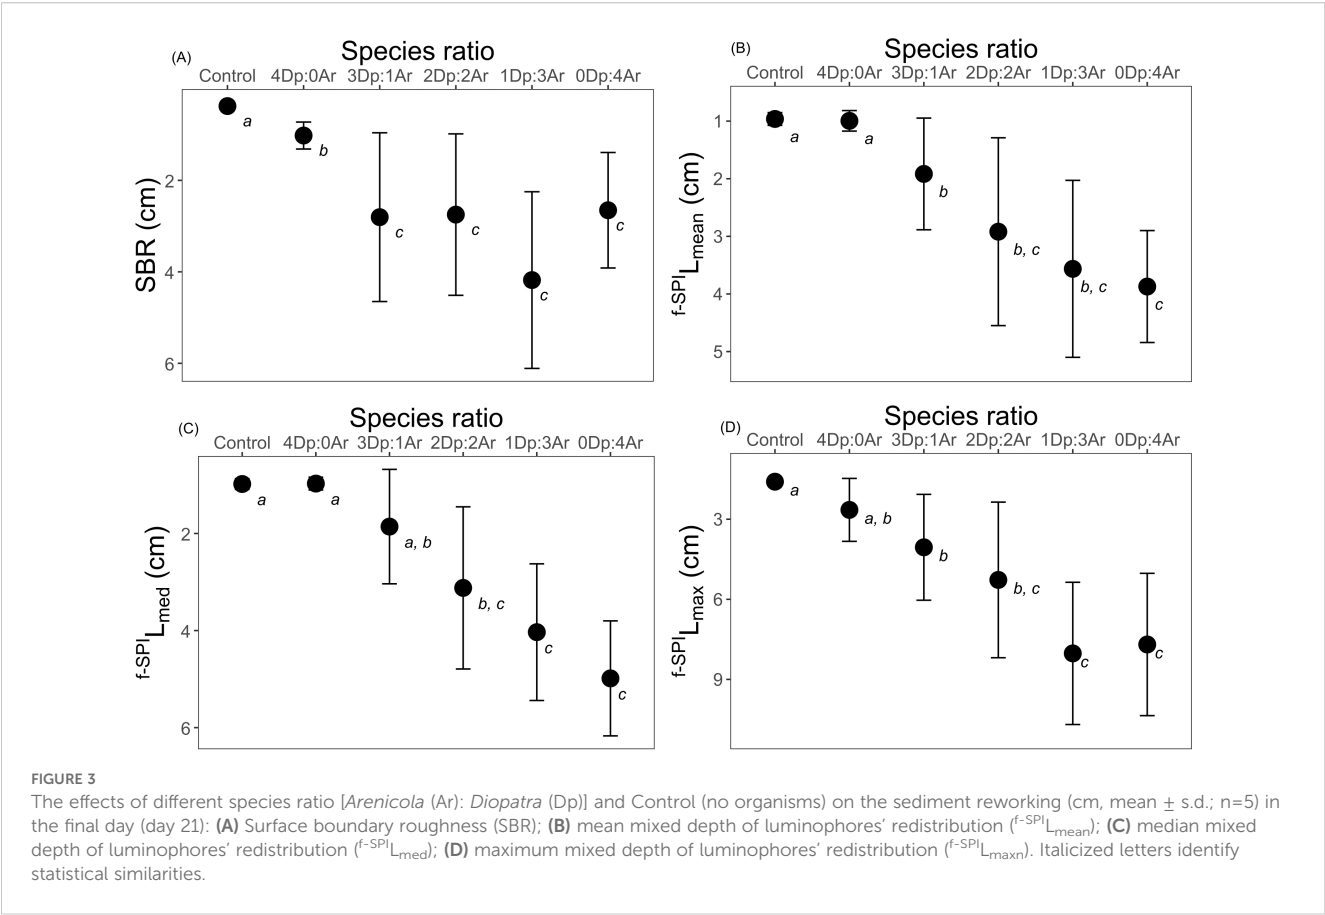 (A)
Species ratio
Control 4Dp:0Ar 3Dp:1Ar 2Dp:2Ar 1Dp:3Ar 0Dp:4Ar
SBR (cm)
2
4
6
a
b
c
c
c
c
(B)
Species ratio
Control 4Dp:0Ar 3Dp:1Ar 2Dp:2Ar 1Dp:3Ar 0Dp:4Ar
f-SPILmean (cm)
1
2
3
4
5
a
a
b
b, c
b, c
c
(C)
Species ratio
Control 4Dp:0Ar 3Dp:1Ar 2Dp:2Ar 1Dp:3Ar 0Dp:4Ar
f-SPILmed (cm)
2
4
6
a
a
a, b
b, c
c
c
(D)
Species ratio
Control 4Dp:0Ar 3Dp:1Ar 2Dp:2Ar 1Dp:3Ar 0Dp:4Ar
f-SPILmax (cm)
3
6
9
a
a, b
b
b, c
c
c
FIGURE 3
The effects of different species ratio [Arenicola (Ar): Diopatra (Dp)] and Control (no organisms) on the sediment reworking (cm, mean ± s.d.; n=5) in
the final day (day 21): (A) Surface boundary roughness (SBR); (B) mean mixed depth of luminophores' redistribution (f-SPILmean); (C) median mixed
depth of luminophores' redistribution (f-SPILmed); (D) maximum mixed depth of luminophores' redistribution (f-SPILmaxn). Italicized letters identify
statistical similarities.